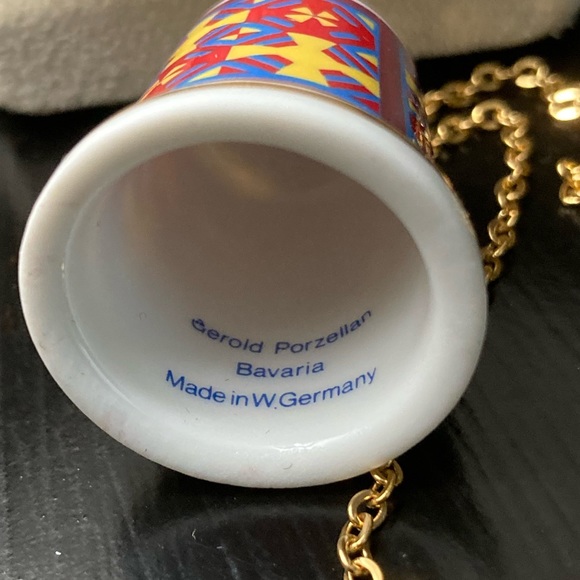 Gerold Porzellan
Bavaria
Made in W.Germany